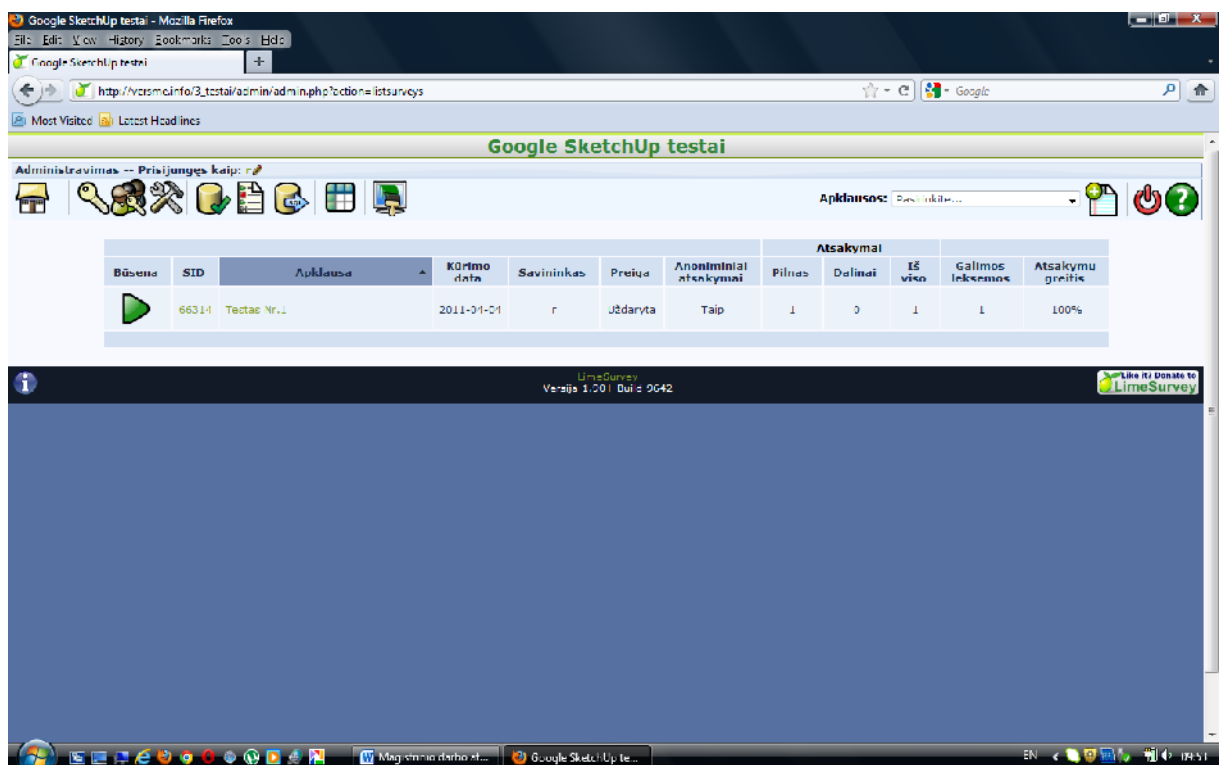 Google SketchUp testai - Mozilla Firefox
File Edit View History Bookmarks Tools Help
Google SketchUp testai
http://versme.info/3_testai/admin/admin.php?action=listsurveys
Google
Most Visited Latest Headlines
Google SketchUp testai
Administravimas -- Prisijungęs kaip: r
Apklausos: Pasirinkite...
Atsakymai
Būsena SID Apklausa Kūrimo data Savininkas Prieiga Anoniminiai atsakymai Pilnas Dalinai Iš viso Galimos leksemos Atsakymų greitis
66314 Testas Nr.1 2011-04-04 r Uždaryta Taip 1 0 1 1 100%
LimeSurvey
Versija Build 9642
Like it? Donate to
LimeSurvey
Magistrinio darbo at... Google SketchUp te... EN 09:51